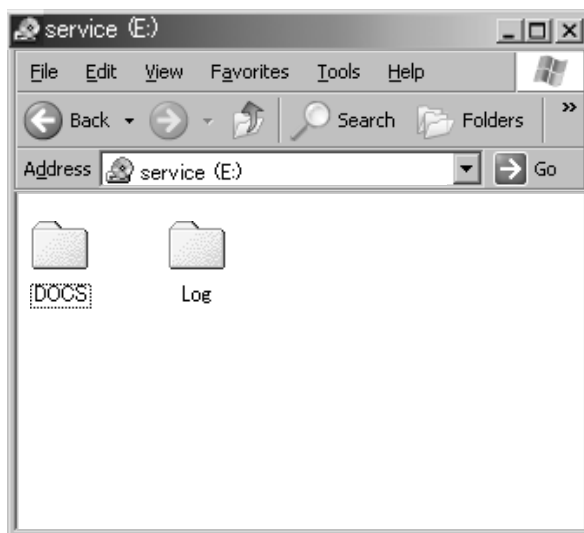 service (E:)
File Edit View Favorites Tools Help
Back Search Folders »
Address service (E:) Go
DOCS Log